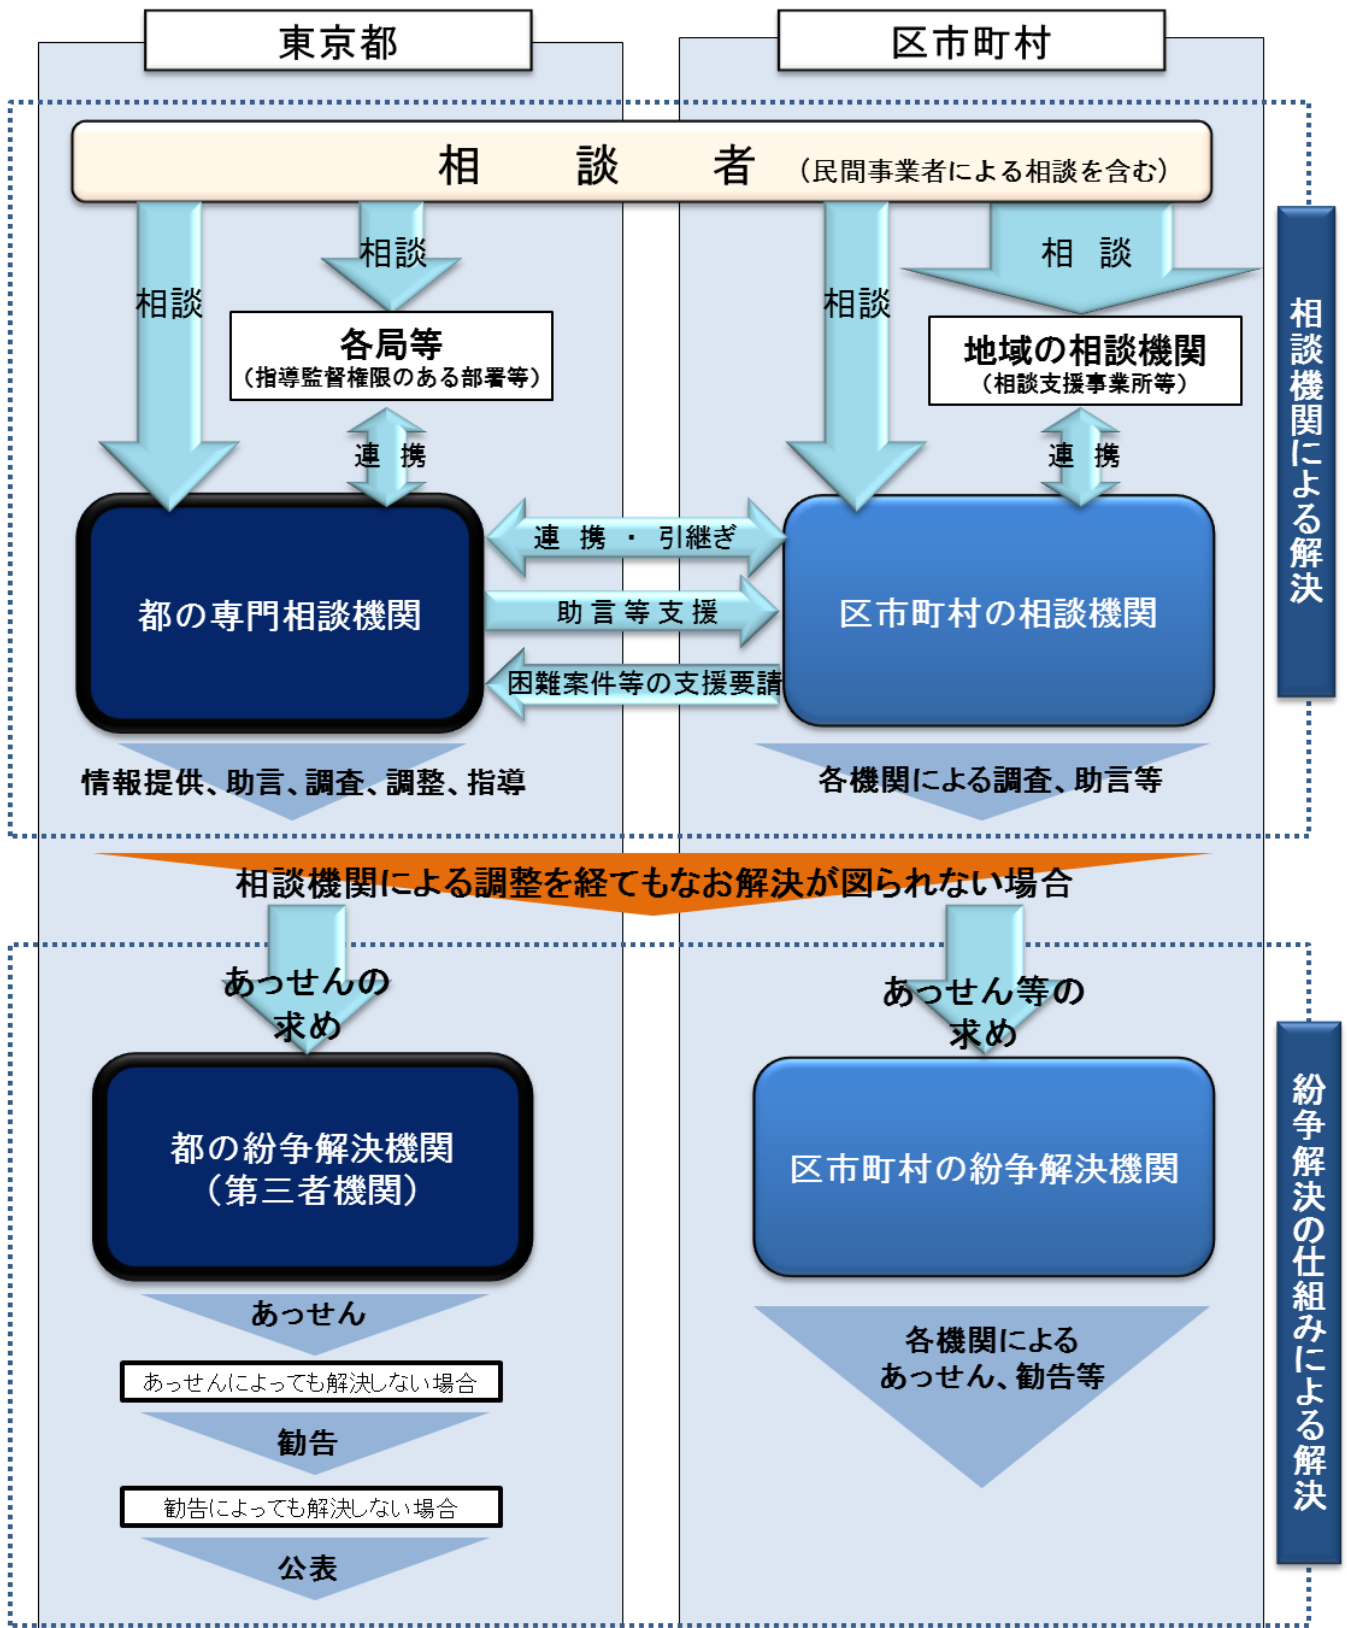 東京都
区市町村
相　談　者（民間事業者による相談を含む）
相談
相談
相談
相　談
各局等
（指導監督権限のある部署等）
地域の相談機関
（相談支援事業所等）
連　携
連　携
連　携　・　引継ぎ
都の専門相談機関
助言等支援
区市町村の相談機関
困難案件等の支援要請
情報提供、助言、調査、調整、指導
各機関による調査、助言等
相談機関による解決
相談機関による調整を経てもなお解決が図られない場合
あっせんの
求め
あっせん等の
求め
都の紛争解決機関
（第三者機関）
区市町村の紛争解決機関
あっせん
あっせんによっても解決しない場合
勧告
勧告によっても解決しない場合
公表
各機関による
あっせん、勧告等
紛争解決の仕組みによる解決